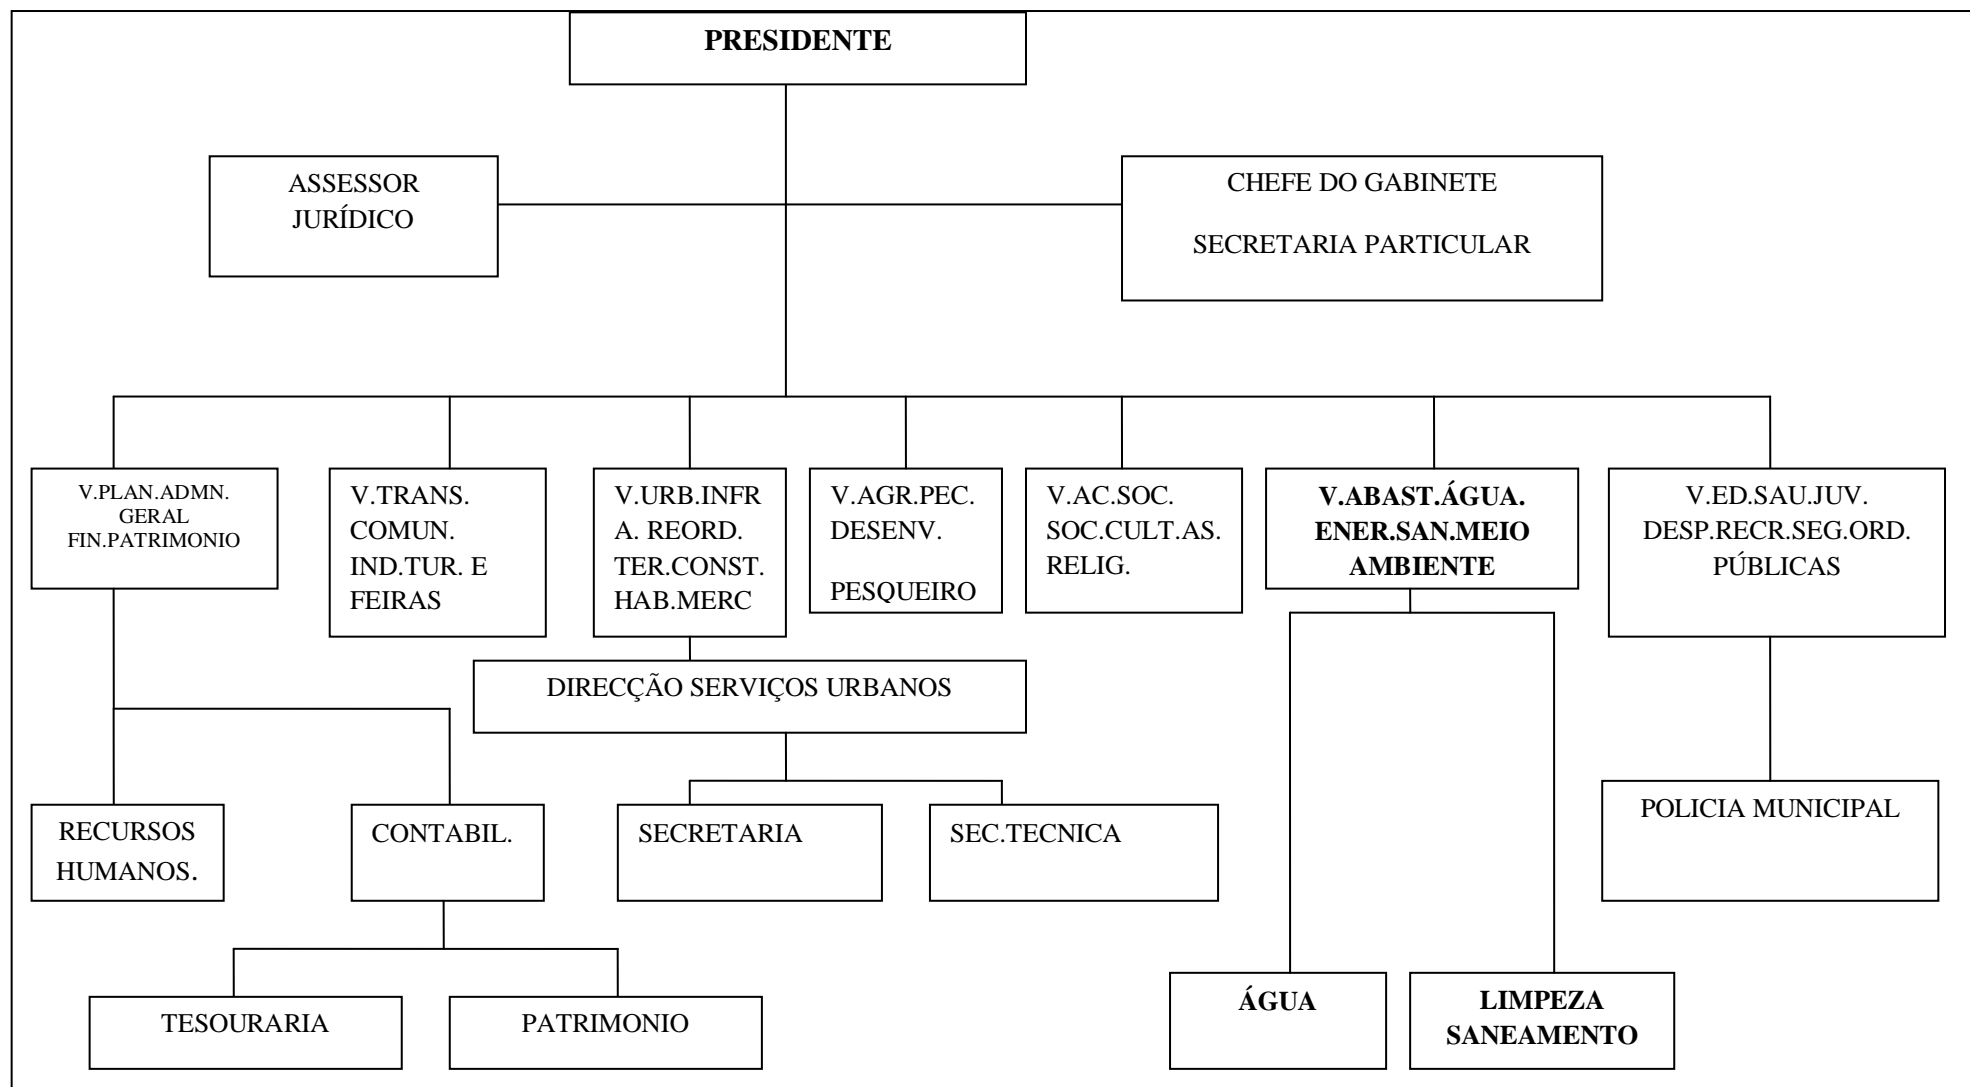 PRESIDENTE
ASSESSOR
JURÍDICO
CHEFE DO GABINETE
SECRETARIA PARTICULAR
V.PLAN.ADMN.
GERAL
FIN.PATRIMONIO
V.TRANS.
COMUN.
IND.TUR. E
FEIRAS
V.URB.INFR
A. REORD.
TER.CONST.
HAB.MERC
V.AGR.PEC.
DESENV.
PESQUEIRO
V.AC.SOC.
SOC.CULT.AS.
RELIG.
V.ABAST.ÁGUA.
ENER.SAN.MEIO
AMBIENTE
V.ED.SAU.JUV.
DESP.RECR.SEG.ORD.
PÚBLICAS
DIRECÇÃO SERVIÇOS URBANOS
RECURSOS
HUMANOS.
CONTABIL.
SECRETARIA
SEC.TECNICA
POLICIA MUNICIPAL
TESOURARIA
PATRIMONIO
ÁGUA
LIMPEZA
SANEAMENTO